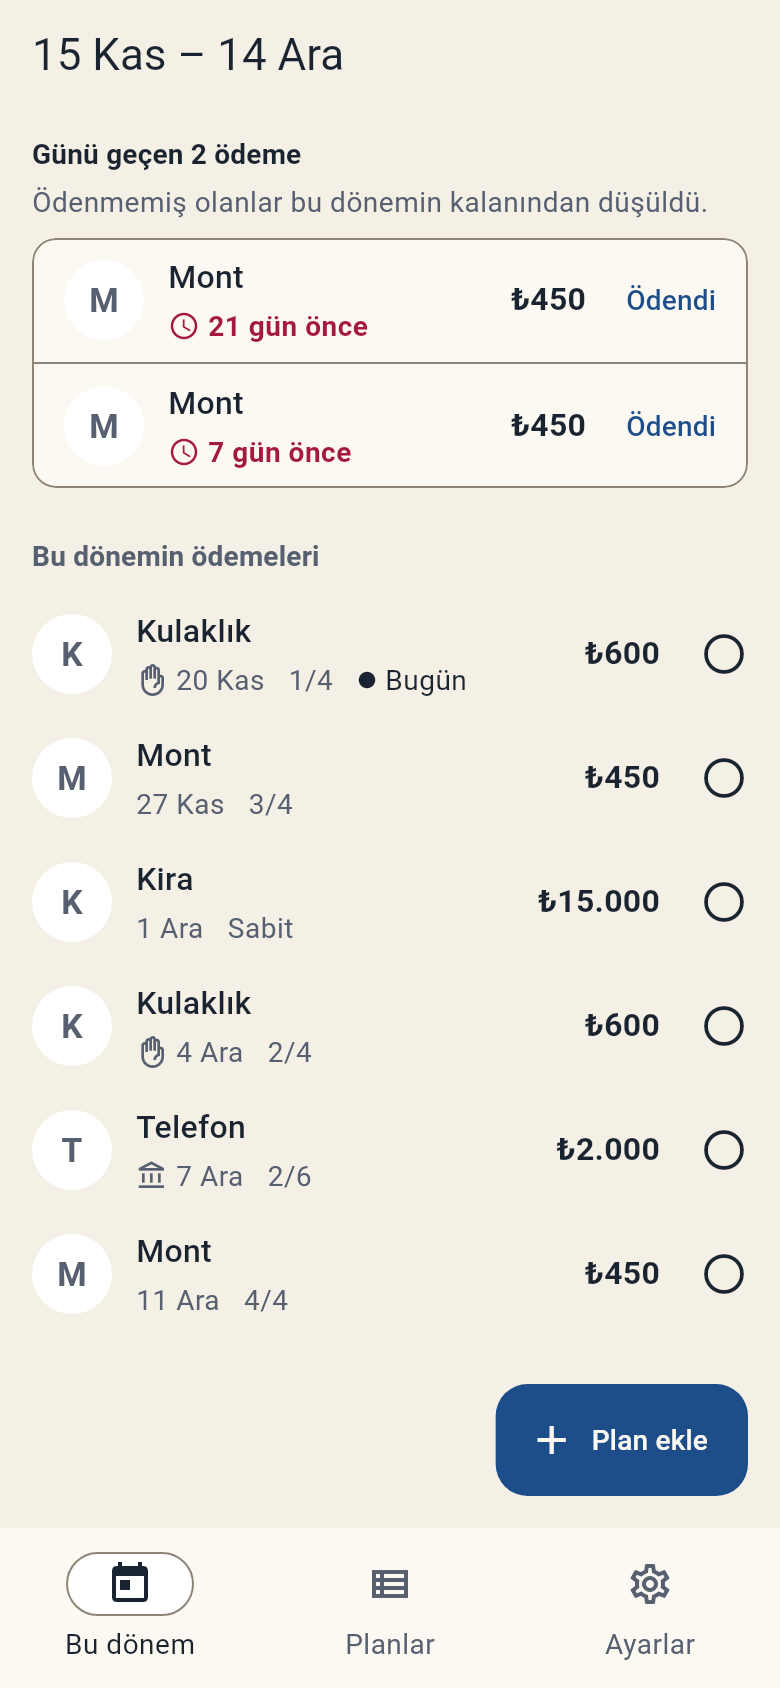 15 Kas – 14 Ara
Günü geçen 2 ödeme
Ödenmemiş olanlar bu dönemin kalanından düşüldü.
M
Mont
21 gün önce
₺450
Ödendi
M
Mont
7 gün önce
₺450
Ödendi
Bu dönemin ödemeleri
K
Kulaklık
20 Kas 1/4 ● Bugün
₺600
M
Mont
27 Kas 3/4
₺450
K
Kira
1 Ara Sabit
₺15.000
K
Kulaklık
4 Ara 2/4
₺600
T
Telefon
7 Ara 2/6
₺2.000
M
Mont
11 Ara 4/4
₺450
Plan ekle
Bu dönem
Planlar
Ayarlar